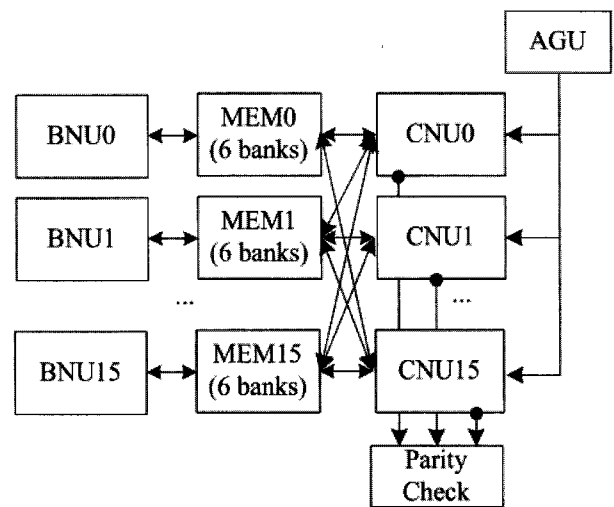 AGU
BNU0
MEM0
(6 banks)
CNU0
BNU1
MEM1
(6 banks)
CNU1
...
...
BNU15
MEM15
(6 banks)
CNU15
Parity
Check